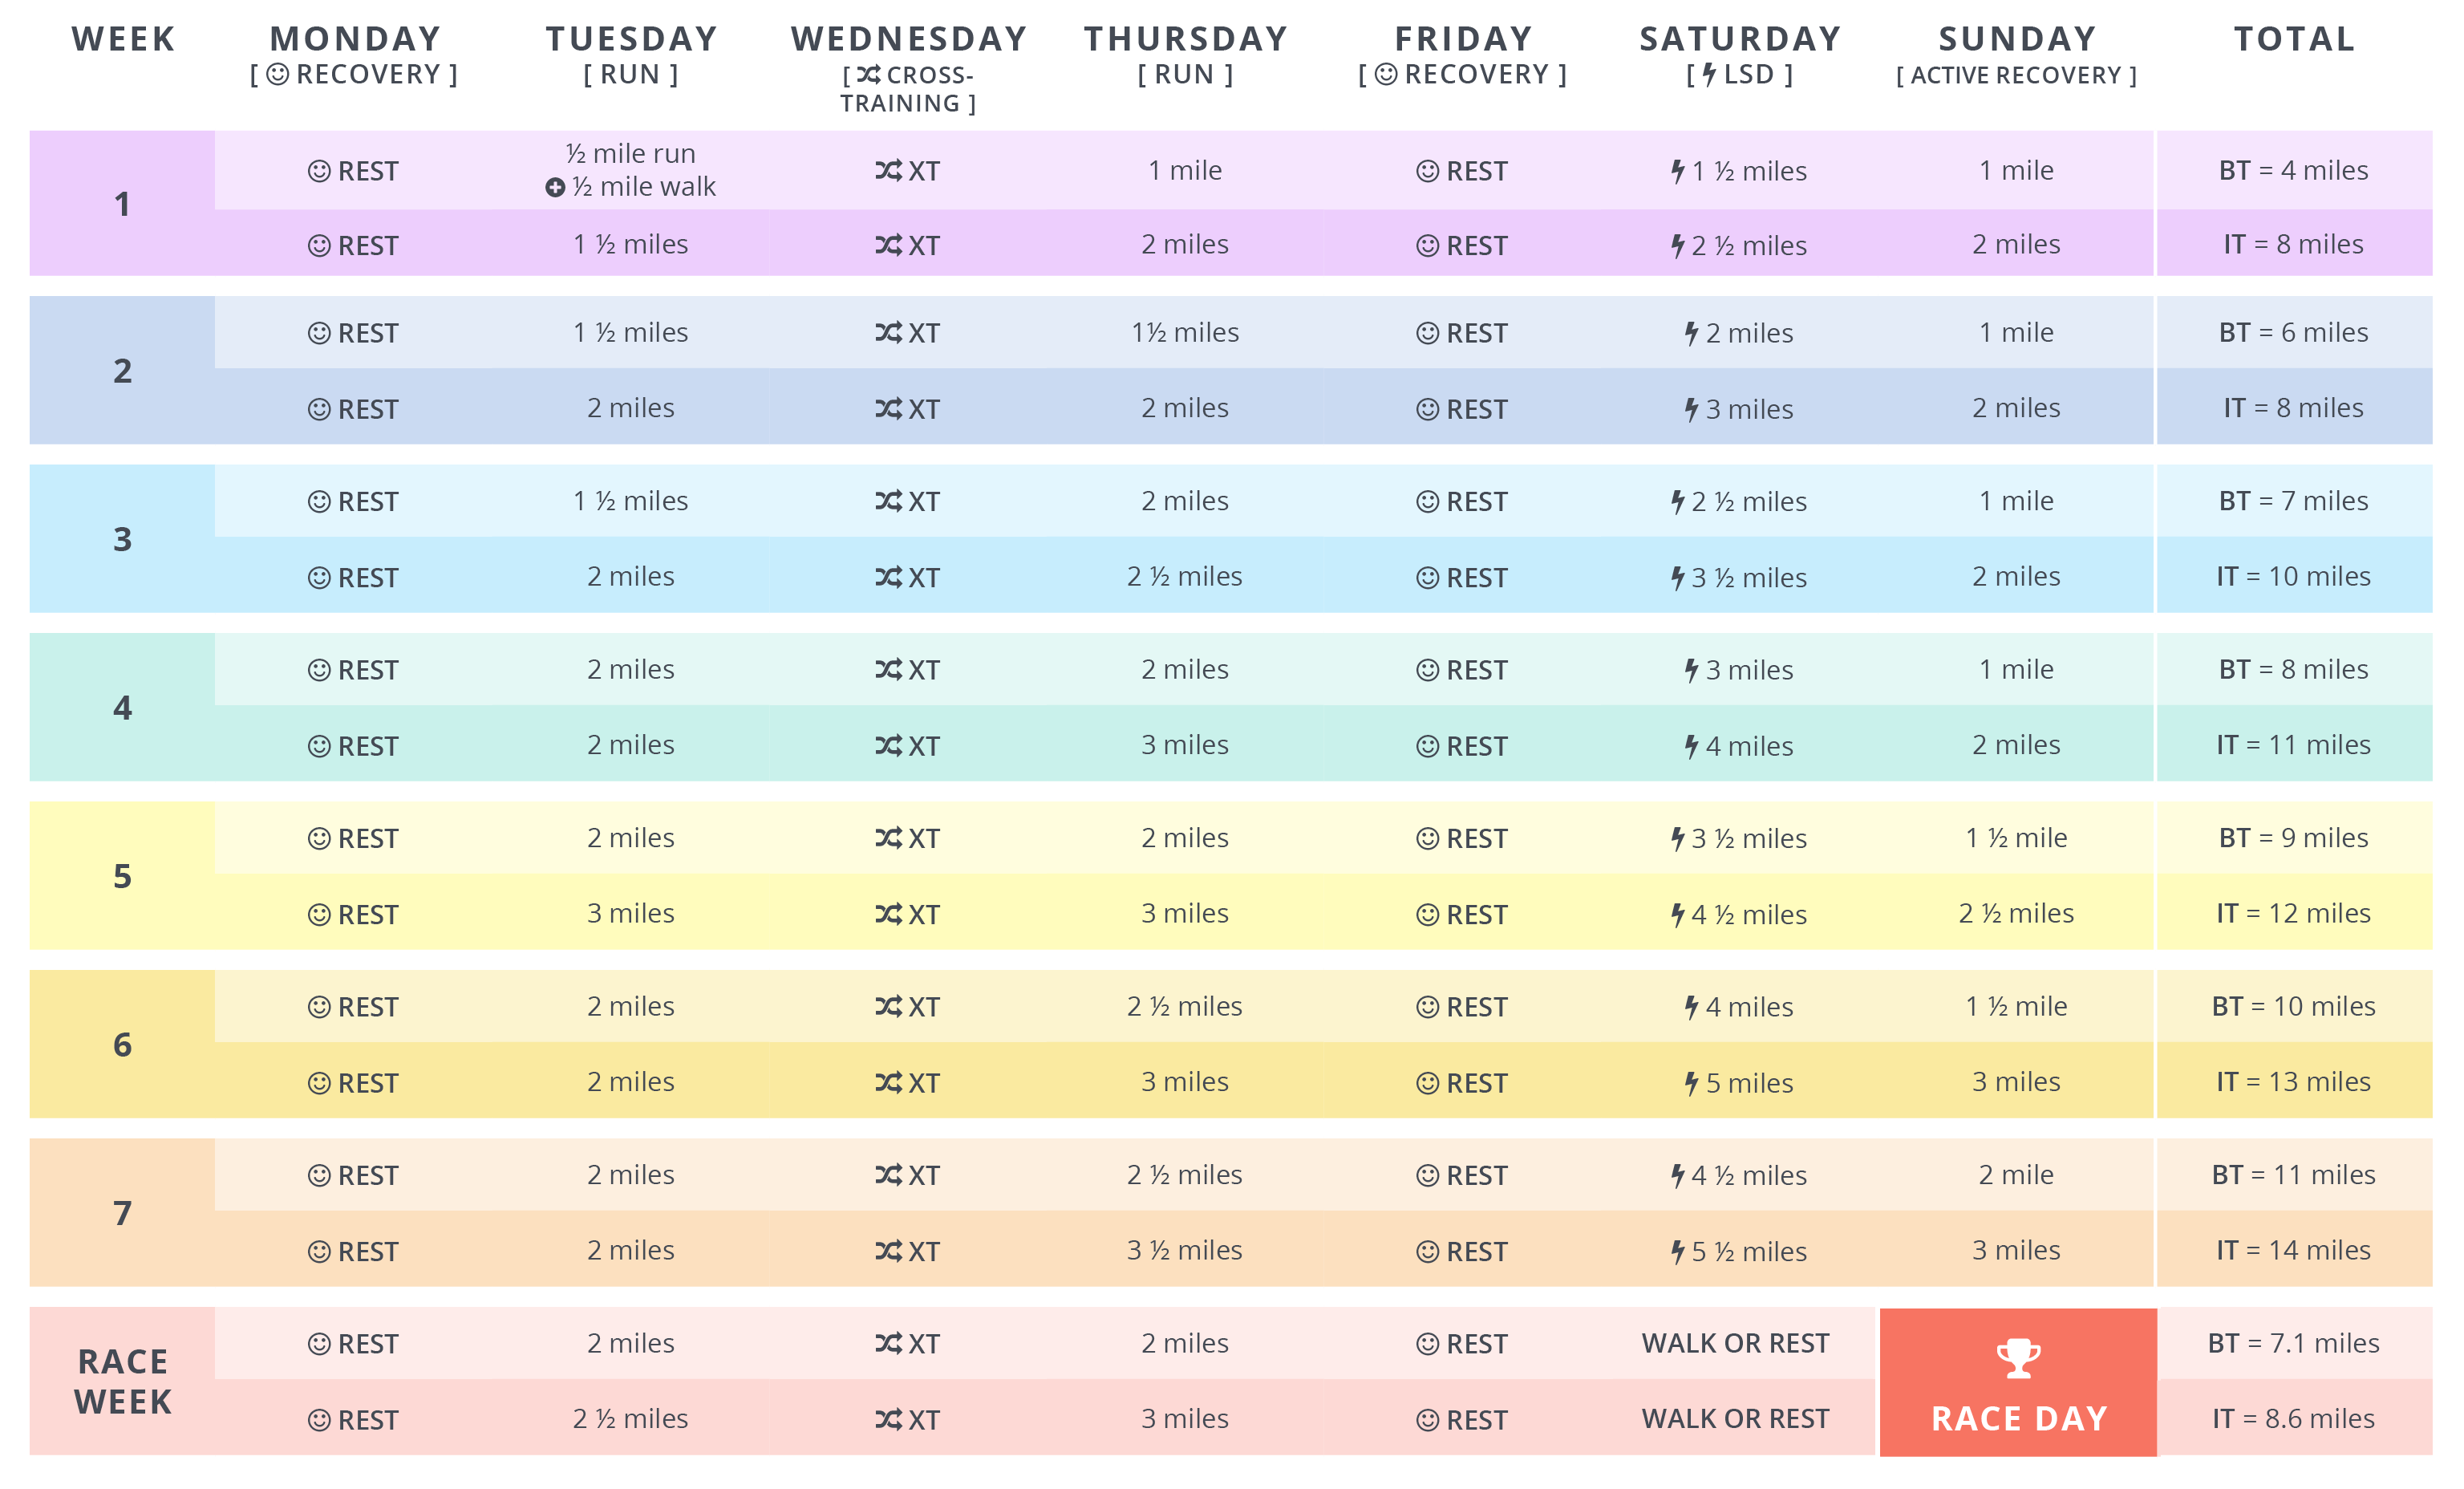 WEEK MONDAY TUESDAY WEDNESDAY THURSDAY FRIDAY SATURDAY SUNDAY TOTAL
[ RECOVERY ] [ RUN ] [ CROSS- [ RUN ] [ RECOVERY ] [ LSD ] [ ACTIVE RECOVERY ]
TRAINING ]
1
REST ½ mile run XT 1 mile REST 1 ½ miles 1 mile BT = 4 miles
½ mile walk
REST 1 ½ miles XT 2 miles REST 2 ½ miles 2 miles IT = 8 miles
2
REST 1 ½ miles XT 1½ miles REST 2 miles 1 mile BT = 6 miles
REST 2 miles XT 2 miles REST 3 miles 2 miles IT = 8 miles
3
REST 1 ½ miles XT 2 miles REST 2 ½ miles 1 mile BT = 7 miles
REST 2 miles XT 2 ½ miles REST 3 ½ miles 2 miles IT = 10 miles
4
REST 2 miles XT 2 miles REST 3 miles 1 mile BT = 8 miles
REST 2 miles XT 3 miles REST 4 miles 2 miles IT = 11 miles
5
REST 2 miles XT 2 miles REST 3 ½ miles 1 ½ mile BT = 9 miles
REST 3 miles XT 3 miles REST 4 ½ miles 2 ½ miles IT = 12 miles
6
REST 2 miles XT 2 ½ miles REST 4 miles 1 ½ mile BT = 10 miles
REST 2 miles XT 3 miles REST 5 miles 3 miles IT = 13 miles
7
REST 2 miles XT 2 ½ miles REST 4 ½ miles 2 mile BT = 11 miles
REST 2 miles XT 3 ½ miles REST 5 ½ miles 3 miles IT = 14 miles
RACE
WEEK
REST 2 miles XT 2 miles REST WALK OR REST BT = 7.1 miles
REST 2 ½ miles XT 3 miles REST WALK OR REST RACE DAY IT = 8.6 miles